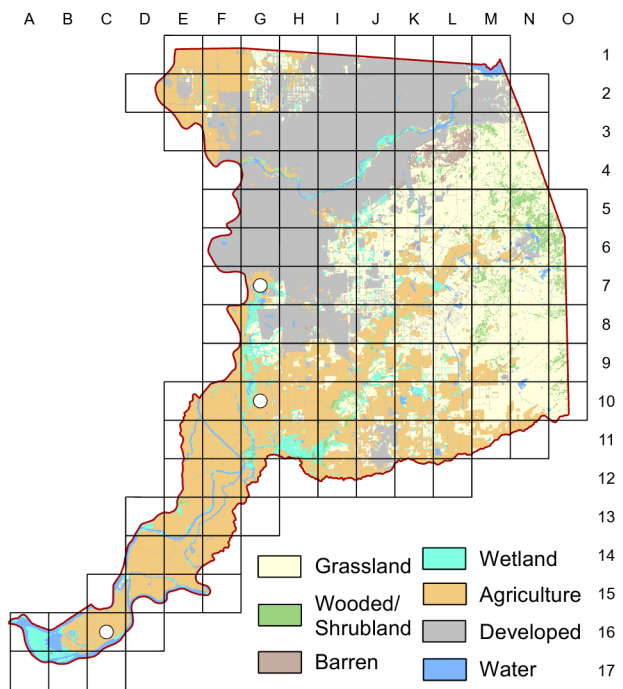 A B C D E F G H I J K L M N O
1
2
3
4
5
6
7
8
9
10
11
12
13
14
15
16
17
Grassland
Wooded/
Shrubland
Barren
Wetland
Agriculture
Developed
Water